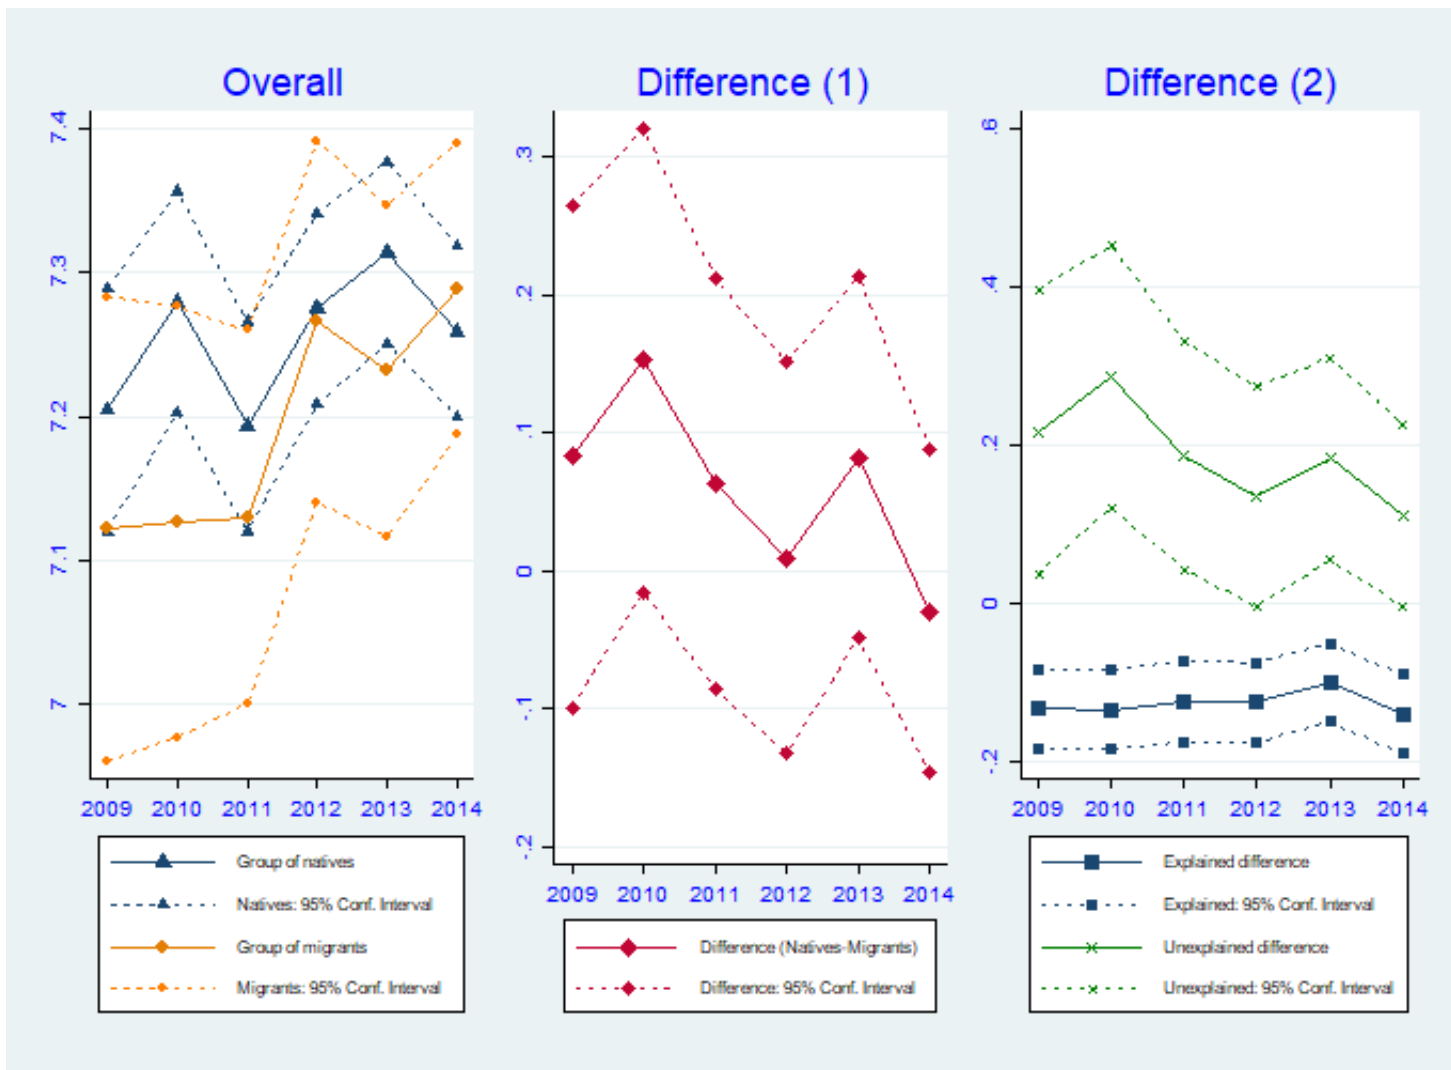 Overall
7.4
7.3
7.2
7.1
7
2009 2010 2011 2012 2013 2014
Group of natives
Natives: 95% Conf. Interval
Group of migrants
Migrants: 95% Conf. Interval
Difference (1)
.3
.2
.1
0
-.1
-.2
2009 2010 2011 2012 2013 2014
Difference (Natives-Migrants)
Difference: 95% Conf. Interval
Difference (2)
.6
.4
.2
0
-.2
2009 2010 2011 2012 2013 2014
Explained difference
Explained: 95% Conf. Interval
Unexplained difference
Unexplained: 95% Conf. Interval